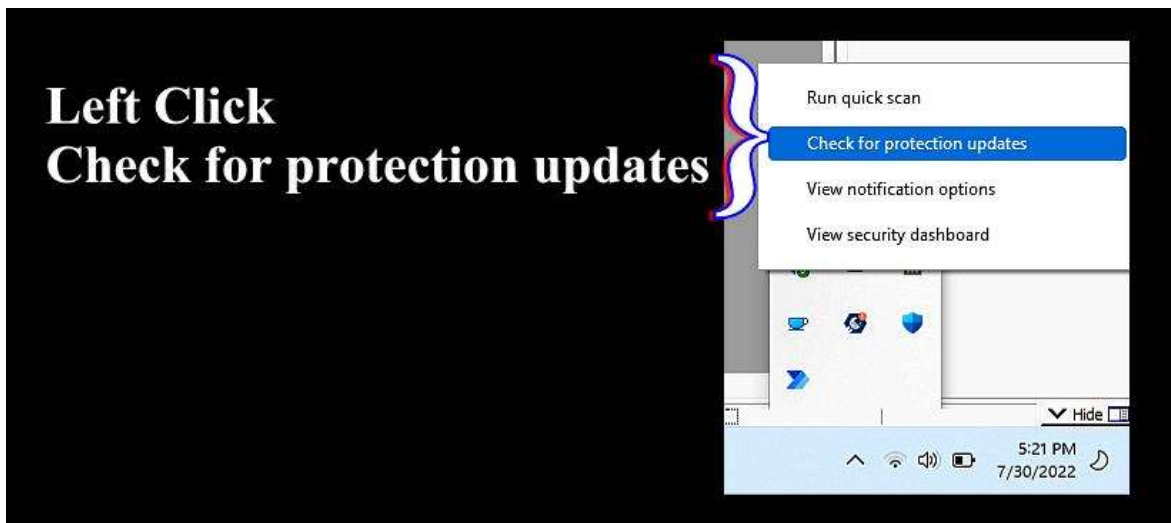 Left Click
Check for protection updates
Run quick scan
Check for protection updates
View notification options
View security dashboard
Hide
5:21 PM
7/30/2022